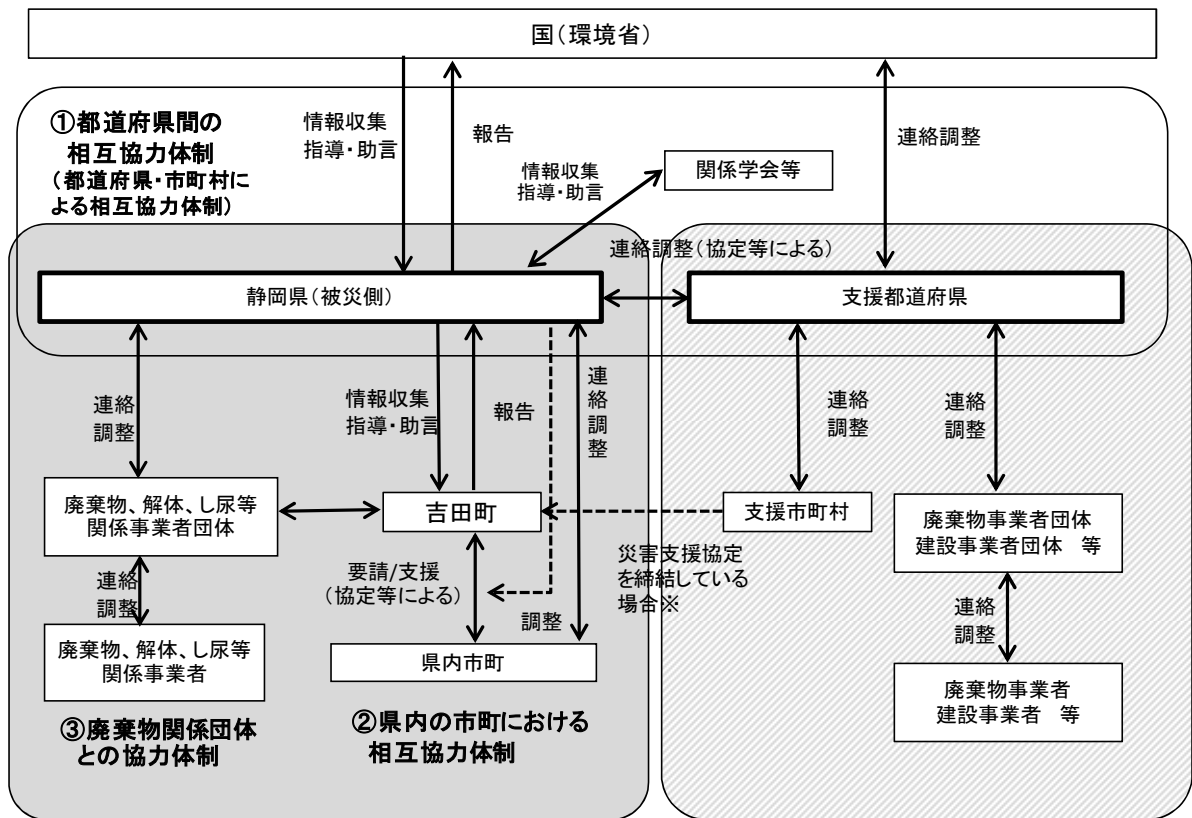 国(環境省)
①都道府県間の
相互協力体制
(都道府県・市町村に
よる相互協力体制)
情報収集
指導・助言
報告
情報収集
指導・助言
関係学会等
連絡調整
連絡調整(協定等による)
静岡県(被災側)
支援都道府県
連絡
調整
情報収集
指導・助言
報告
連絡調整
連絡
調整
連絡
調整
廃棄物、解体、し尿等
関係事業者団体
吉田町
支援市町村
廃棄物事業者団体
建設事業者団体 等
連絡
調整
要請/支援
(協定等による)
調整
災害支援協定
を締結している
場合※
連絡
調整
廃棄物、解体、し尿等
関係事業者
県内市町
廃棄物事業者
建設事業者 等
③廃棄物関係団体
との協力体制
②県内の市町における
相互協力体制